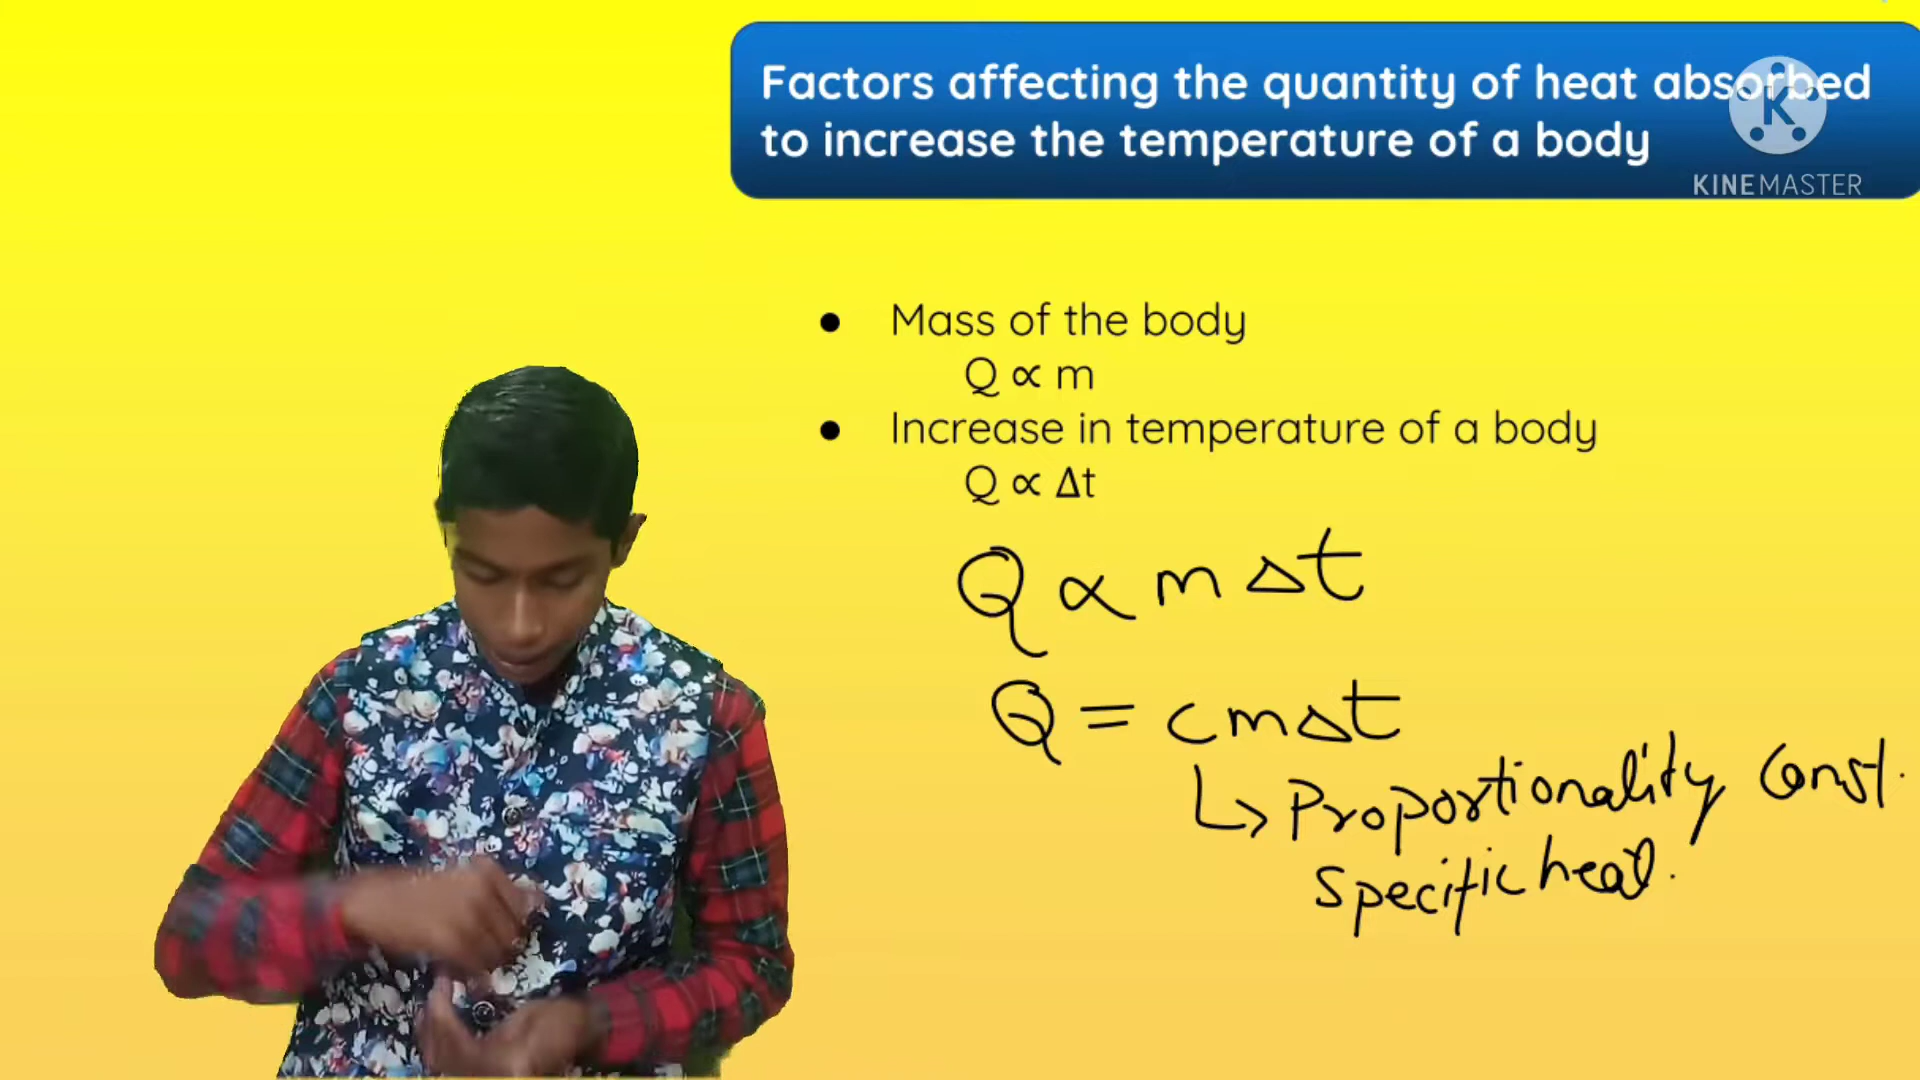 Factors affecting the quantity of heat absorbed
to increase the temperature of a body
KINEMASTER
● Mass of the body
Q ∝ m
● Increase in temperature of a body
Q ∝ Δt
Q ∝ m Δt
Q = cmΔt
↳ Proportionality Const.
specific heat.